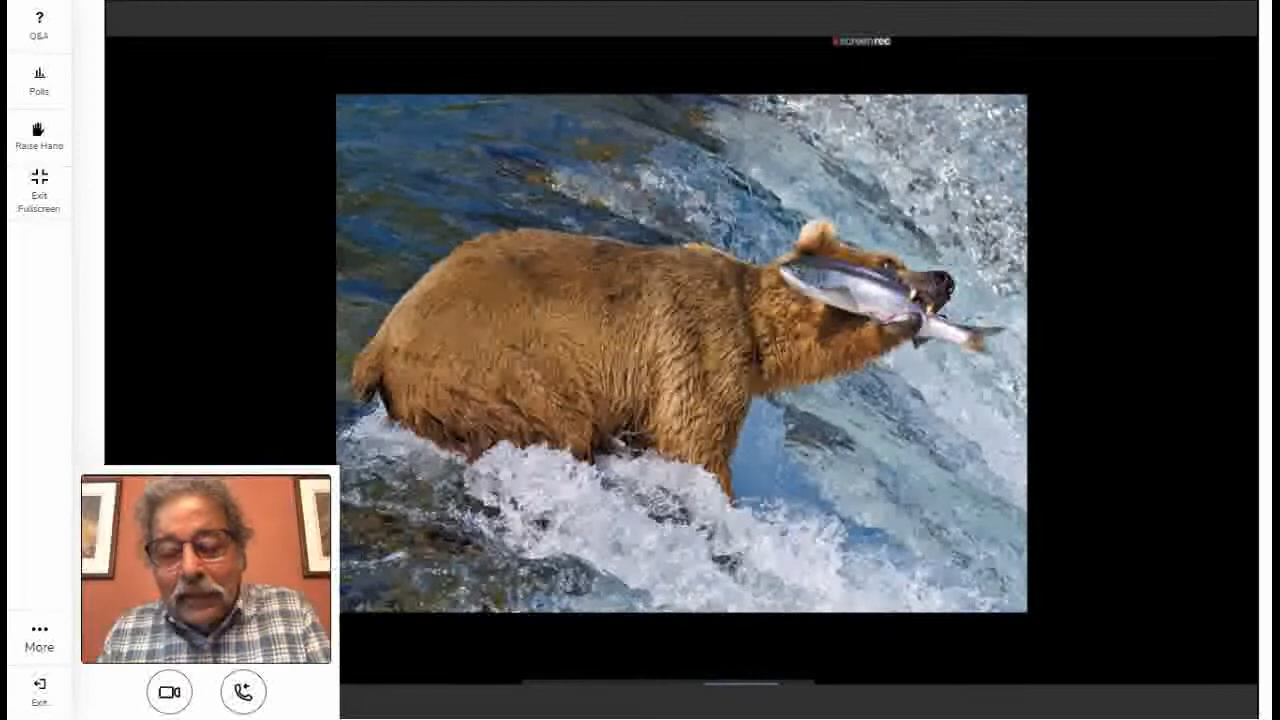 ?
Q&A
Polls
Raise Hand
Exit
Fullscreen
screenrec
More
Exit